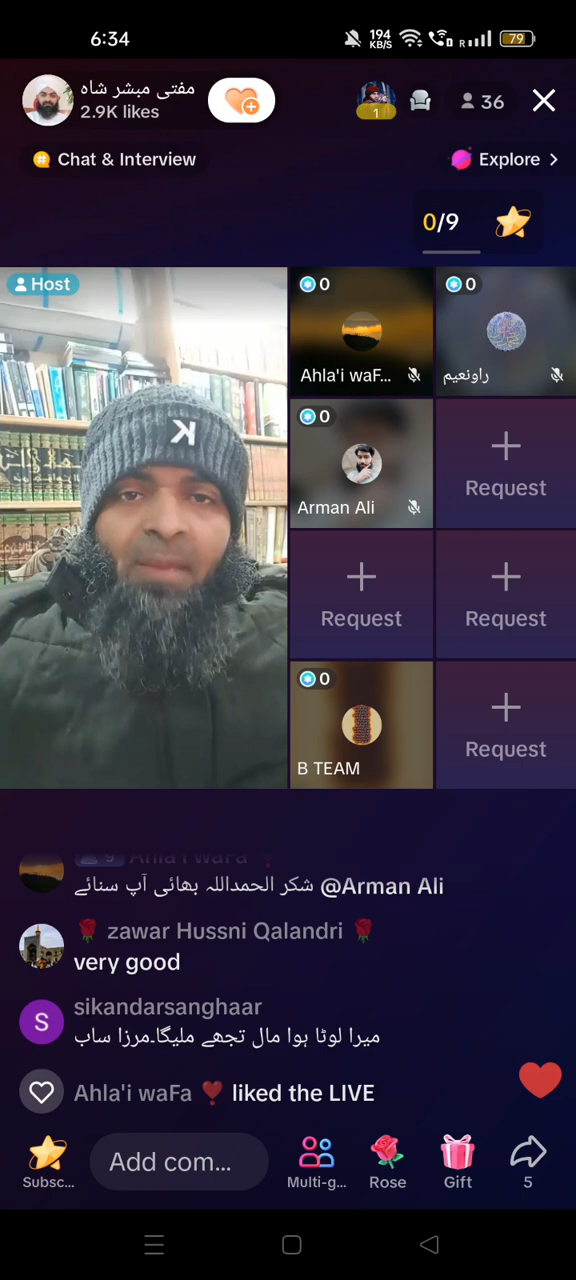 6:34
194
KB/S
R
79
مفتی مبشر شاہ
2.9K likes
1
36
Chat & Interview
Explore >
0/9
Host
K
0
Ahla'i waF...
0
راونعیم
0
Arman Ali
Request
Request
Request
0
B TEAM
Request
9 Ahla'i waFa
شکر الحمداللہ بھائی آپ سنائے @Arman Ali
zawar Hussni Qalandri
very good
S
sikandarsanghaar
میرا لوٹا ہوا مال تجھے ملیگا۔مرزا ساب
Ahla'i waFa liked the LIVE
Add com...
Subsc...
Multi-g...
Rose
Gift
5